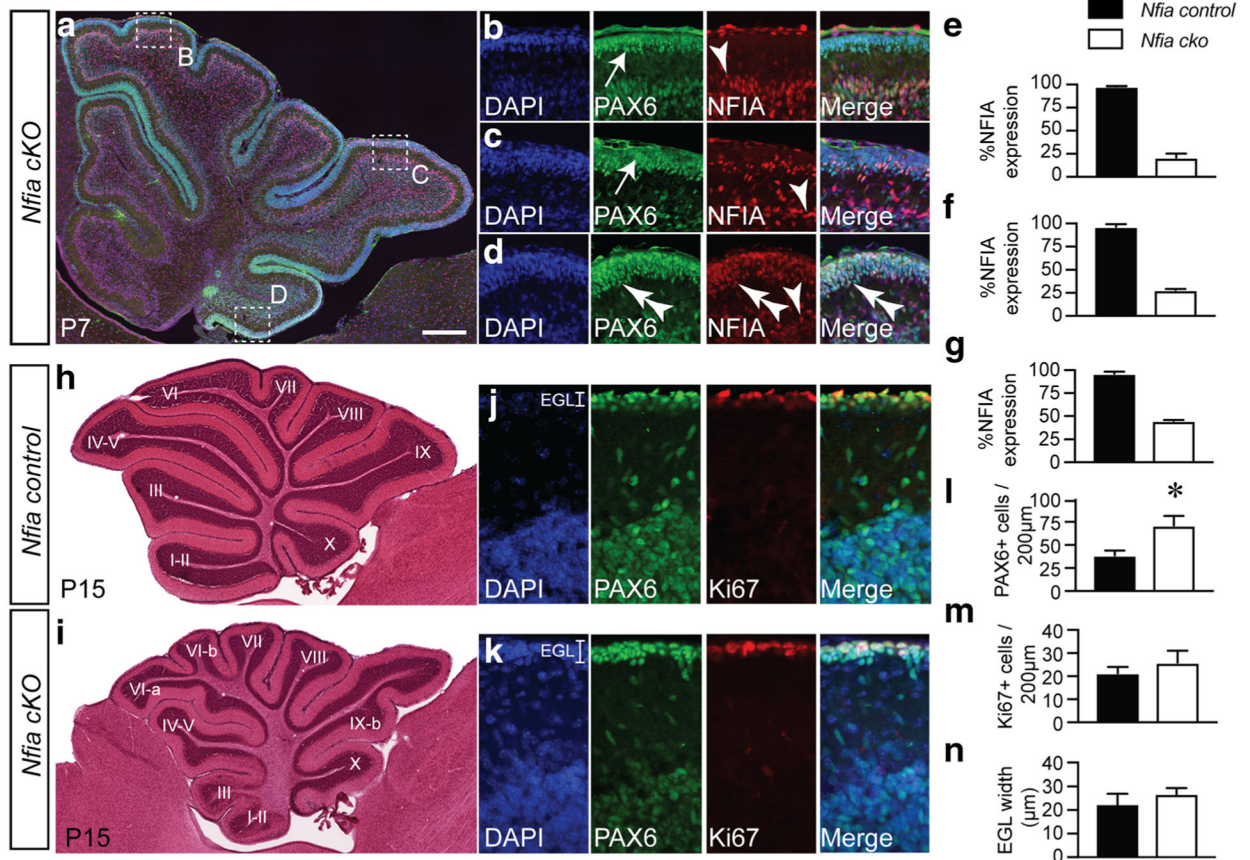 Nfia control
Nfia cko
Nfia cKO
a
B
C
D
P7
b
DAPI
PAX6
NFIA
Merge
c
DAPI
PAX6
NFIA
Merge
d
DAPI
PAX6
NFIA
Merge
e
%NFIA
expression
100
75
50
25
0
f
%NFIA
expression
100
75
50
25
0
g
%NFIA
expression
100
75
50
25
0
Nfia control
h
VI
VII
VIII
IV-V
IX
III
I-II
X
P15
j
EGL
DAPI
PAX6
Ki67
Merge
l
PAX6+ cells /
200µm
100
75
50
25
0
*
Nfia cKO
i
VI-b
VII
VIII
VI-a
IV-V
IX-b
X
III
I-II
P15
k
EGL
DAPI
PAX6
Ki67
Merge
m
Ki67+ cells /
200µm
40
30
20
10
0
n
EGL width
(µm)
40
30
20
10
0